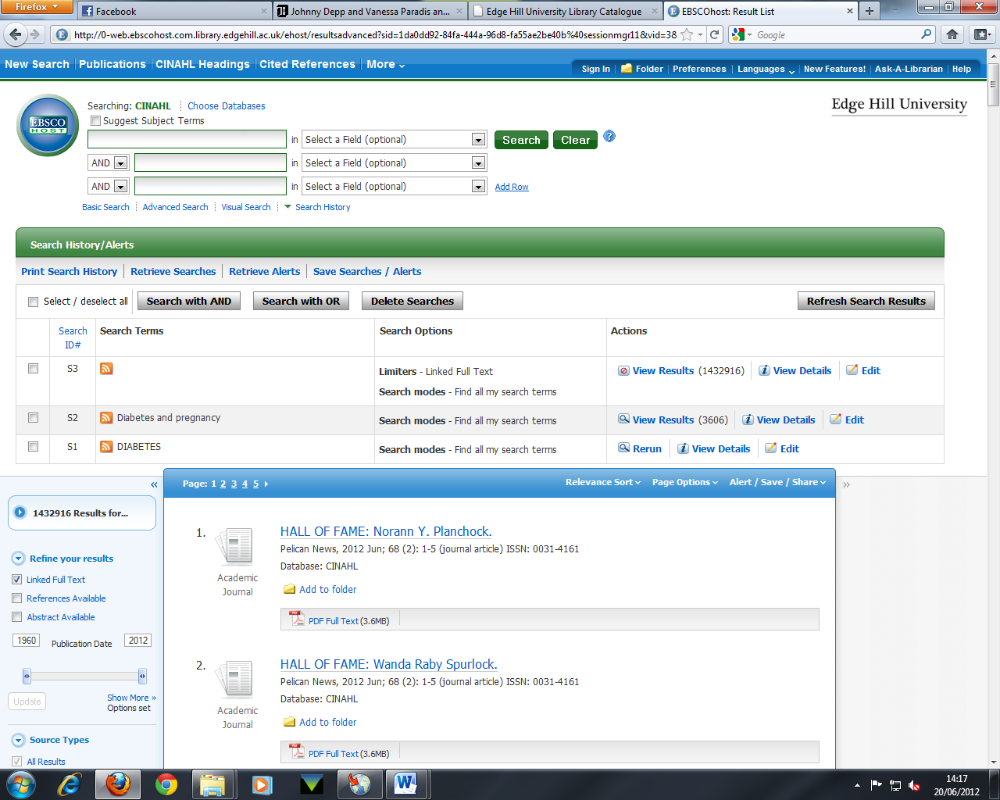 Firefox
Facebook
Johnny Depp and Vanessa Paradis an...
Edge Hill University Library Catalogue
EBSCOhost: Result List
http://0-web.ebscohost.com.library.edgehill.ac.uk/ehost/resultsadvanced?sid=1da0dd92-84fa-444a-96d8-fa55ae2be40b%40sessionmgr11&vid=3&
Google
New Search Publications CINAHL Headings Cited References More
Sign In Folder Preferences Languages New Features! Ask-A-Librarian Help
EBSCO
HOST
Searching: CINAHL Choose Databases
Edge Hill University
Suggest Subject Terms
in Select a Field (optional) Search Clear ?
AND in Select a Field (optional)
AND in Select a Field (optional) Add Row
Basic Search Advanced Search Visual Search Search History
Search History/Alerts
Print Search History Retrieve Searches Retrieve Alerts Save Searches / Alerts
Select / deselect all Search with AND Search with OR Delete Searches Refresh Search Results
Search ID# Search Terms Search Options Actions
S3 Limiters - Linked Full Text View Results (1432916) View Details Edit
Search modes - Find all my search terms
S2 Diabetes and pregnancy Search modes - Find all my search terms View Results (3606) View Details Edit
S1 DIABETES Search modes - Find all my search terms Rerun View Details Edit
«
Page: 1 2 3 4 5 Relevance Sort Page Options Alert / Save / Share
»
1432916 Results for...
Refine your results
Linked Full Text
References Available
Abstract Available
1960 Publication Date 2012
Update
Show More »
Options set
Source Types
All Results
1.
Academic
Journal
HALL OF FAME: Norann Y. Planchock.
Pelican News, 2012 Jun; 68 (2): 1-5 (journal article) ISSN: 0031-4161
Database: CINAHL
Add to folder
PDF Full Text (3.6MB)
2.
Academic
Journal
HALL OF FAME: Wanda Raby Spurlock.
Pelican News, 2012 Jun; 68 (2): 1-5 (journal article) ISSN: 0031-4161
Database: CINAHL
Add to folder
PDF Full Text (3.6MB)
14:17
20/06/2012